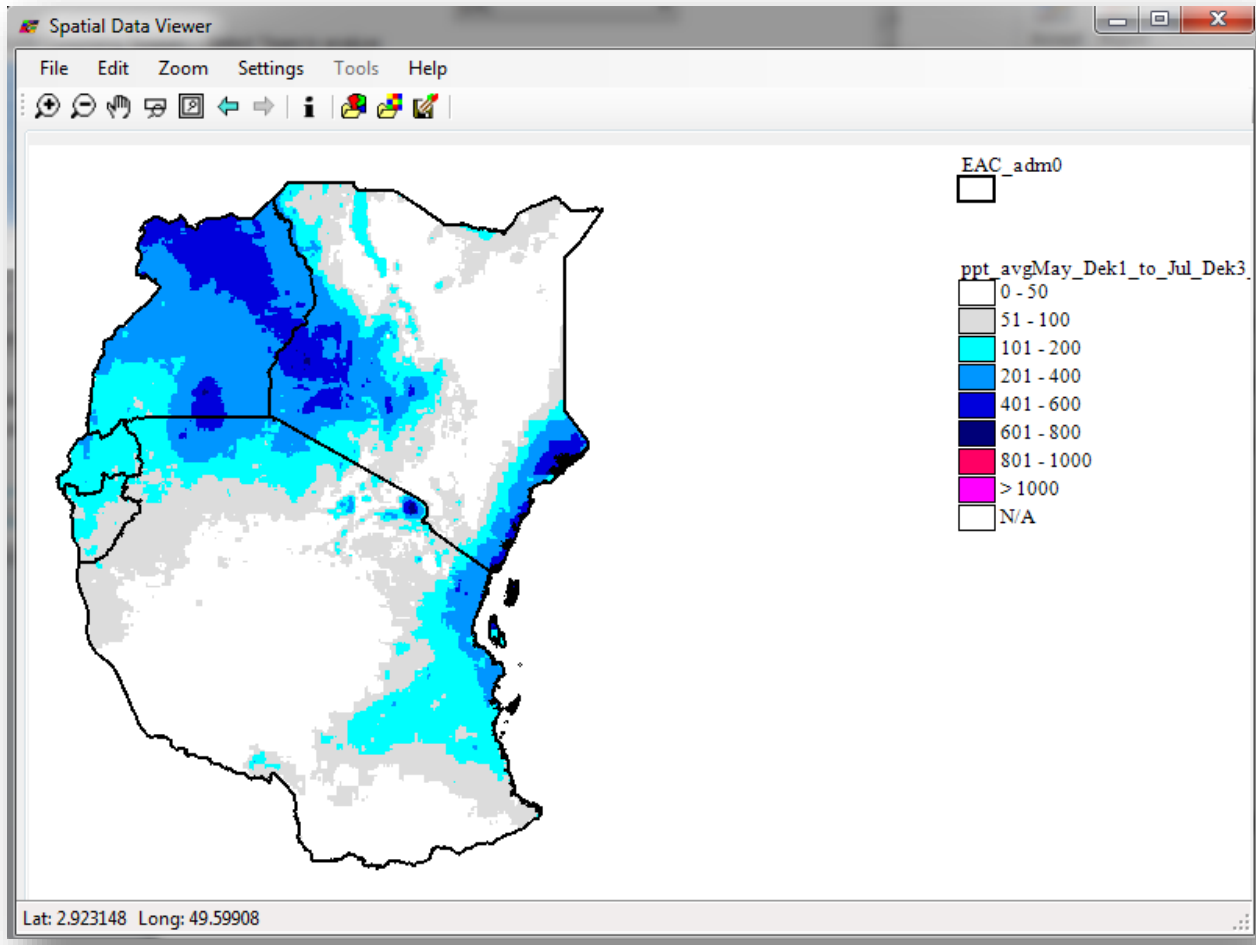 Spatial Data Viewer
File Edit Zoom Settings Tools Help
EAC_adm0
ppt_avgMay_Dek1_to_Jul_Dek3_
0 - 50
51 - 100
101 - 200
201 - 400
401 - 600
601 - 800
801 - 1000
> 1000
N/A
Lat: 2.923148 Long: 49.59908